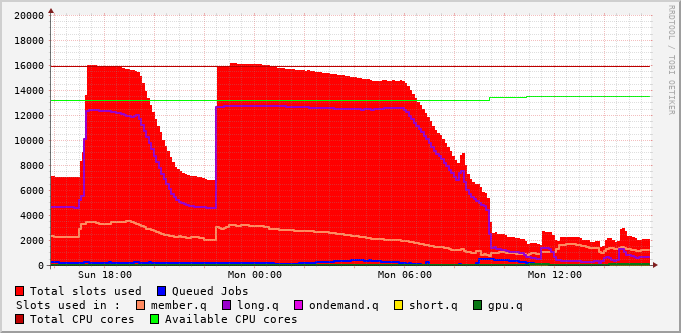 20000
18000
16000
14000
12000
10000
8000
6000
4000
2000
0
Sun 18:00 Mon 00:00 Mon 06:00 Mon 12:00
RRDTOOL / TOBI OETIKER
Total slots used Queued Jobs
Slots used in : member.q long.q ondemand.q short.q gpu.q
Total CPU cores Available CPU cores